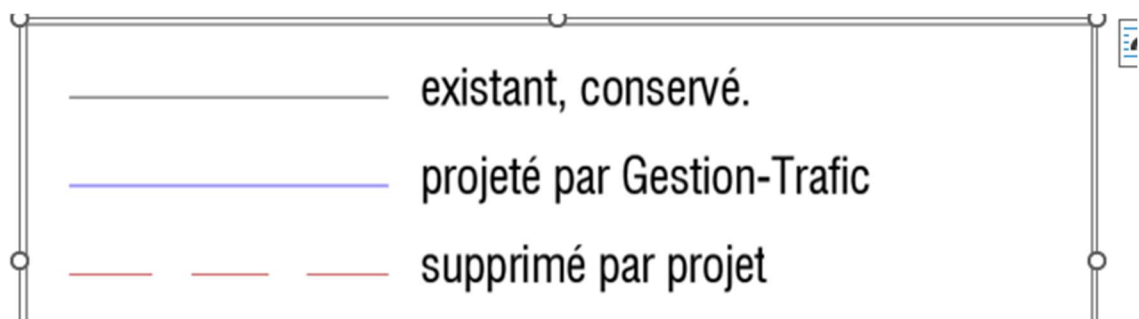 existant, conservé.
projeté par Gestion-Trafic
supprimé par projet